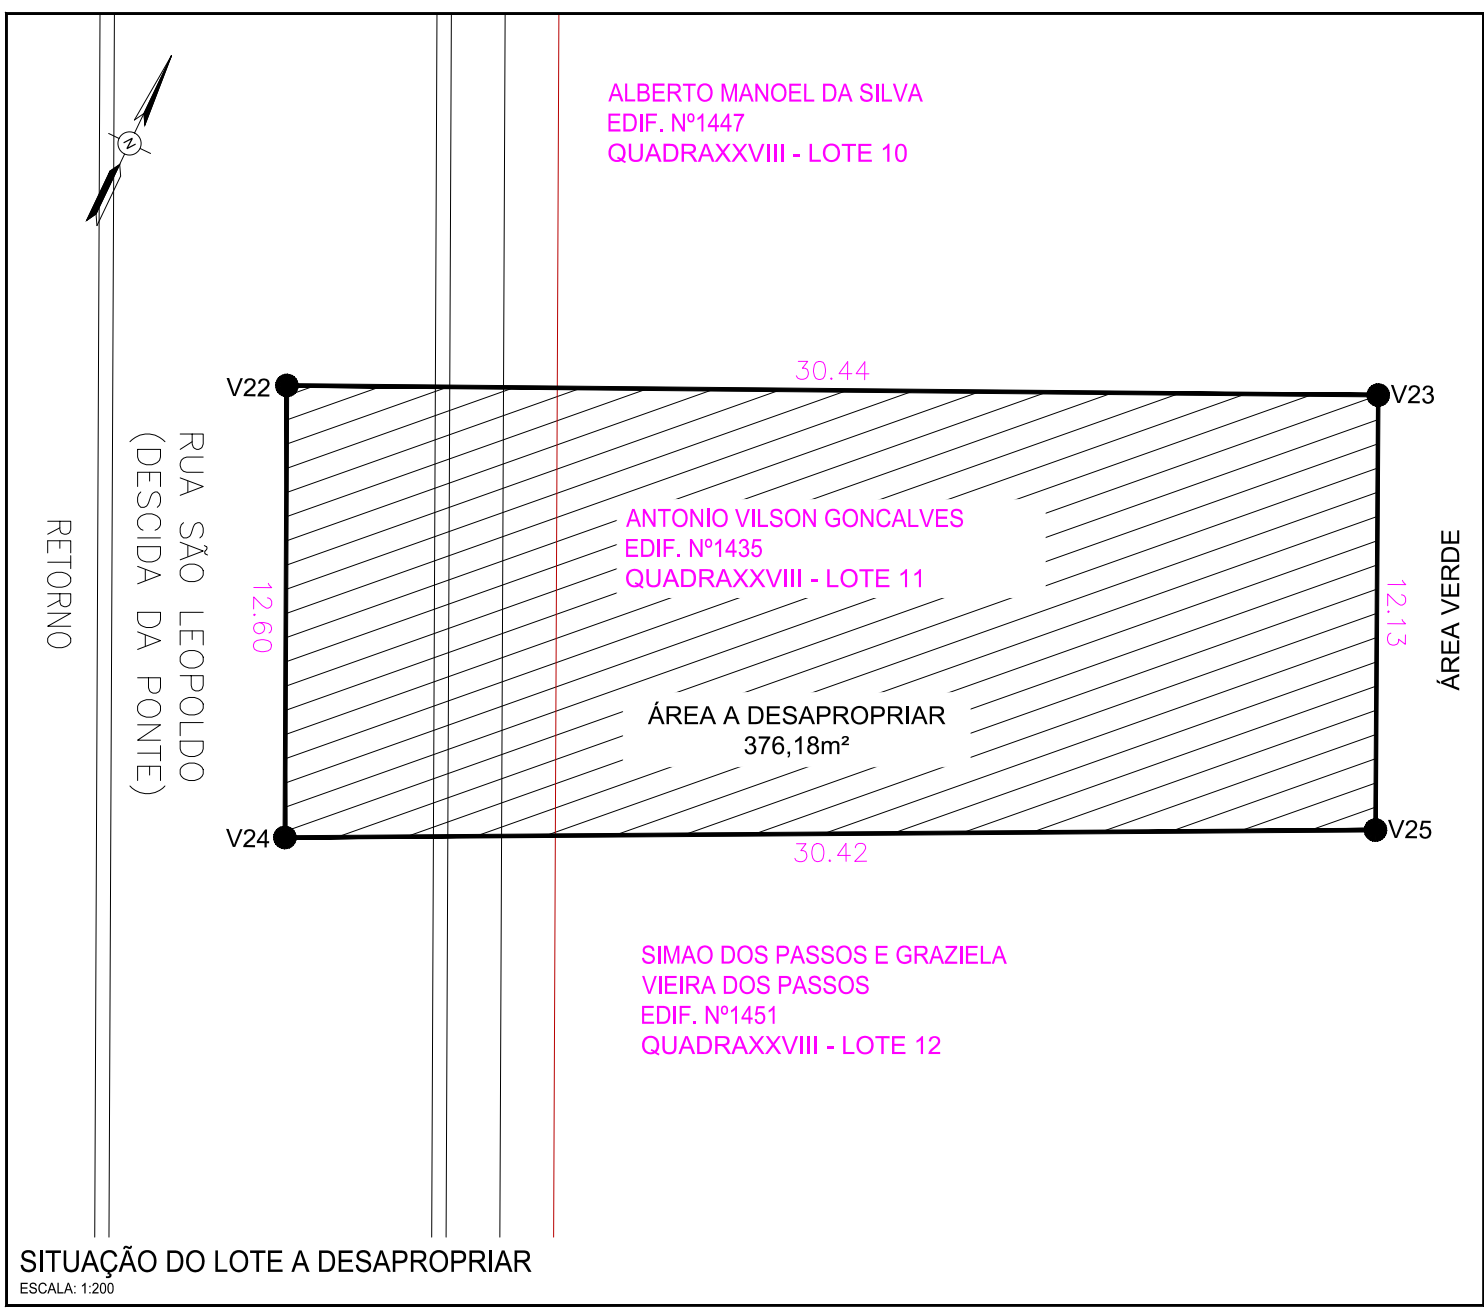 N
ALBERTO MANOEL DA SILVA
EDIF. Nº1447
QUADRAXXVIII - LOTE 10
30.44
V22
V23
RUA SÃO LEOPOLDO
(DESCIDA DA PONTE)
RETORNO
12.60
ANTONIO VILSON GONCALVES
EDIF. Nº1435
QUADRAXXVIII - LOTE 11
12.13
ÁREA VERDE
ÁREA A DESAPROPRIAR
376,18m²
V24
V25
30.42
SIMAO DOS PASSOS E GRAZIELA
VIEIRA DOS PASSOS
EDIF. Nº1451
QUADRAXXVIII - LOTE 12
SITUAÇÃO DO LOTE A DESAPROPRIAR
ESCALA: 1:200